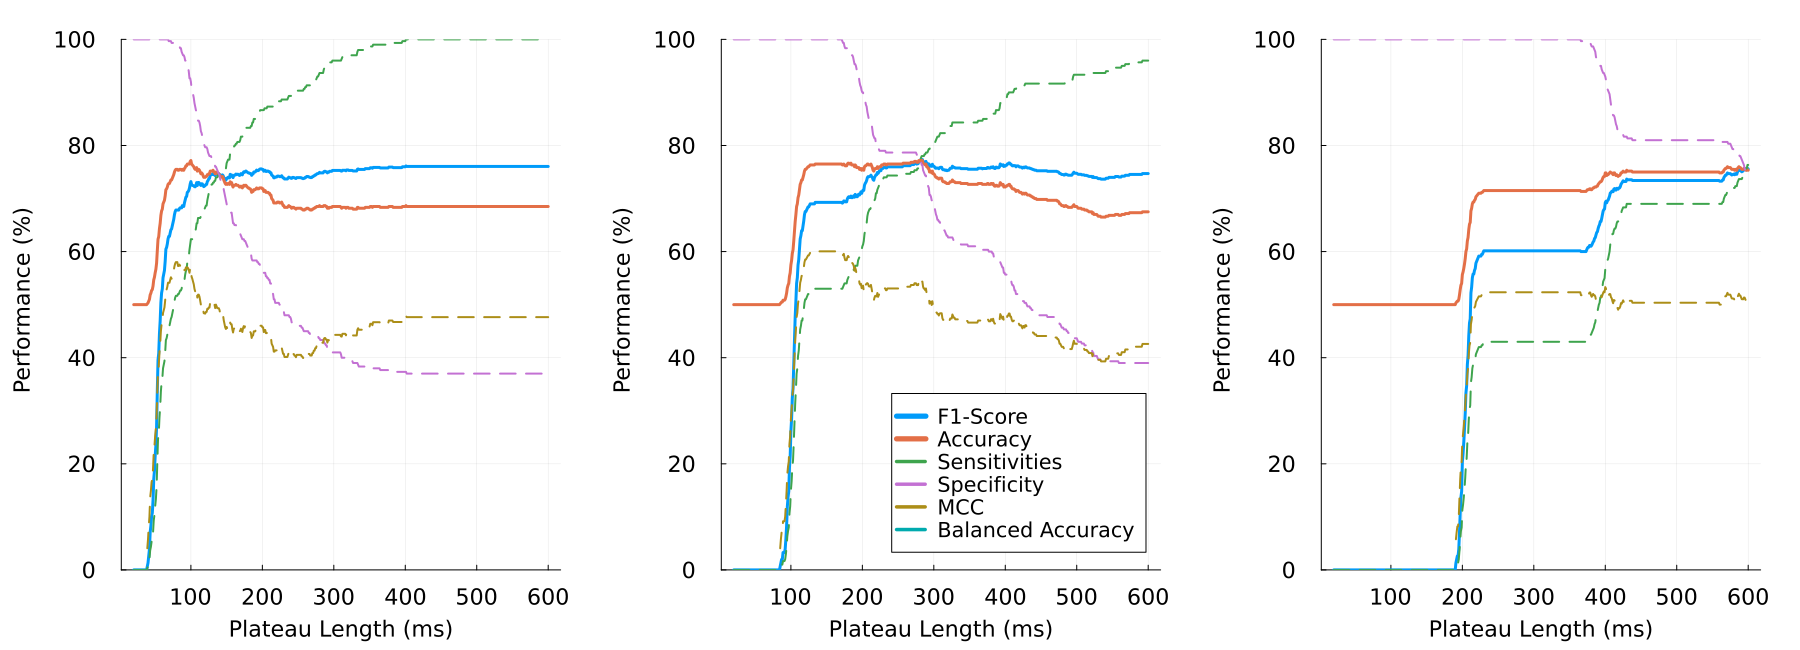 Performance (%)
100
80
60
40
20
0
100 200 300 400 500 600
Plateau Length (ms)
Performance (%)
100
80
60
40
20
0
F1-Score
Accuracy
Sensitivities
Specificity
MCC
Balanced Accuracy
100 200 300 400 500 600
Plateau Length (ms)
Performance (%)
100
80
60
40
20
0
100 200 300 400 500 600
Plateau Length (ms)